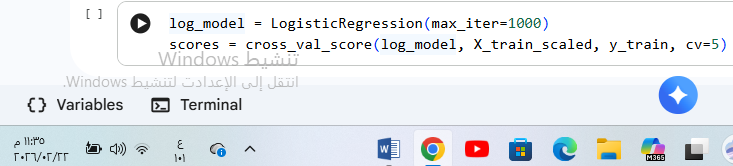 [ ]
log_model = LogisticRegression(max_iter=1000)
scores = cross_val_score(log_model, X_train_scaled, y_train, cv=5)
تنشيط Windows
انتقل إلى الإعدادت لتنشيط Windows.
Variables
Terminal
١١:٣٥ م
٢٠٢٦/٠٢/٢٢
ع
١٠١
M365